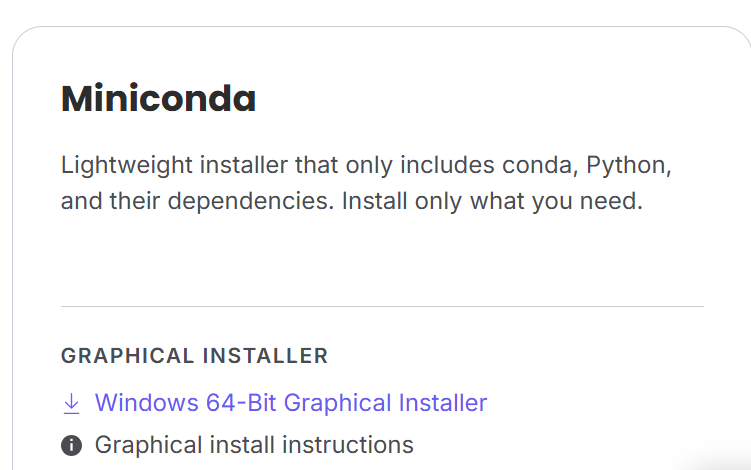 Miniconda
Lightweight installer that only includes conda, Python,
and their dependencies. Install only what you need.
GRAPHICAL INSTALLER
Windows 64-Bit Graphical Installer
Graphical install instructions